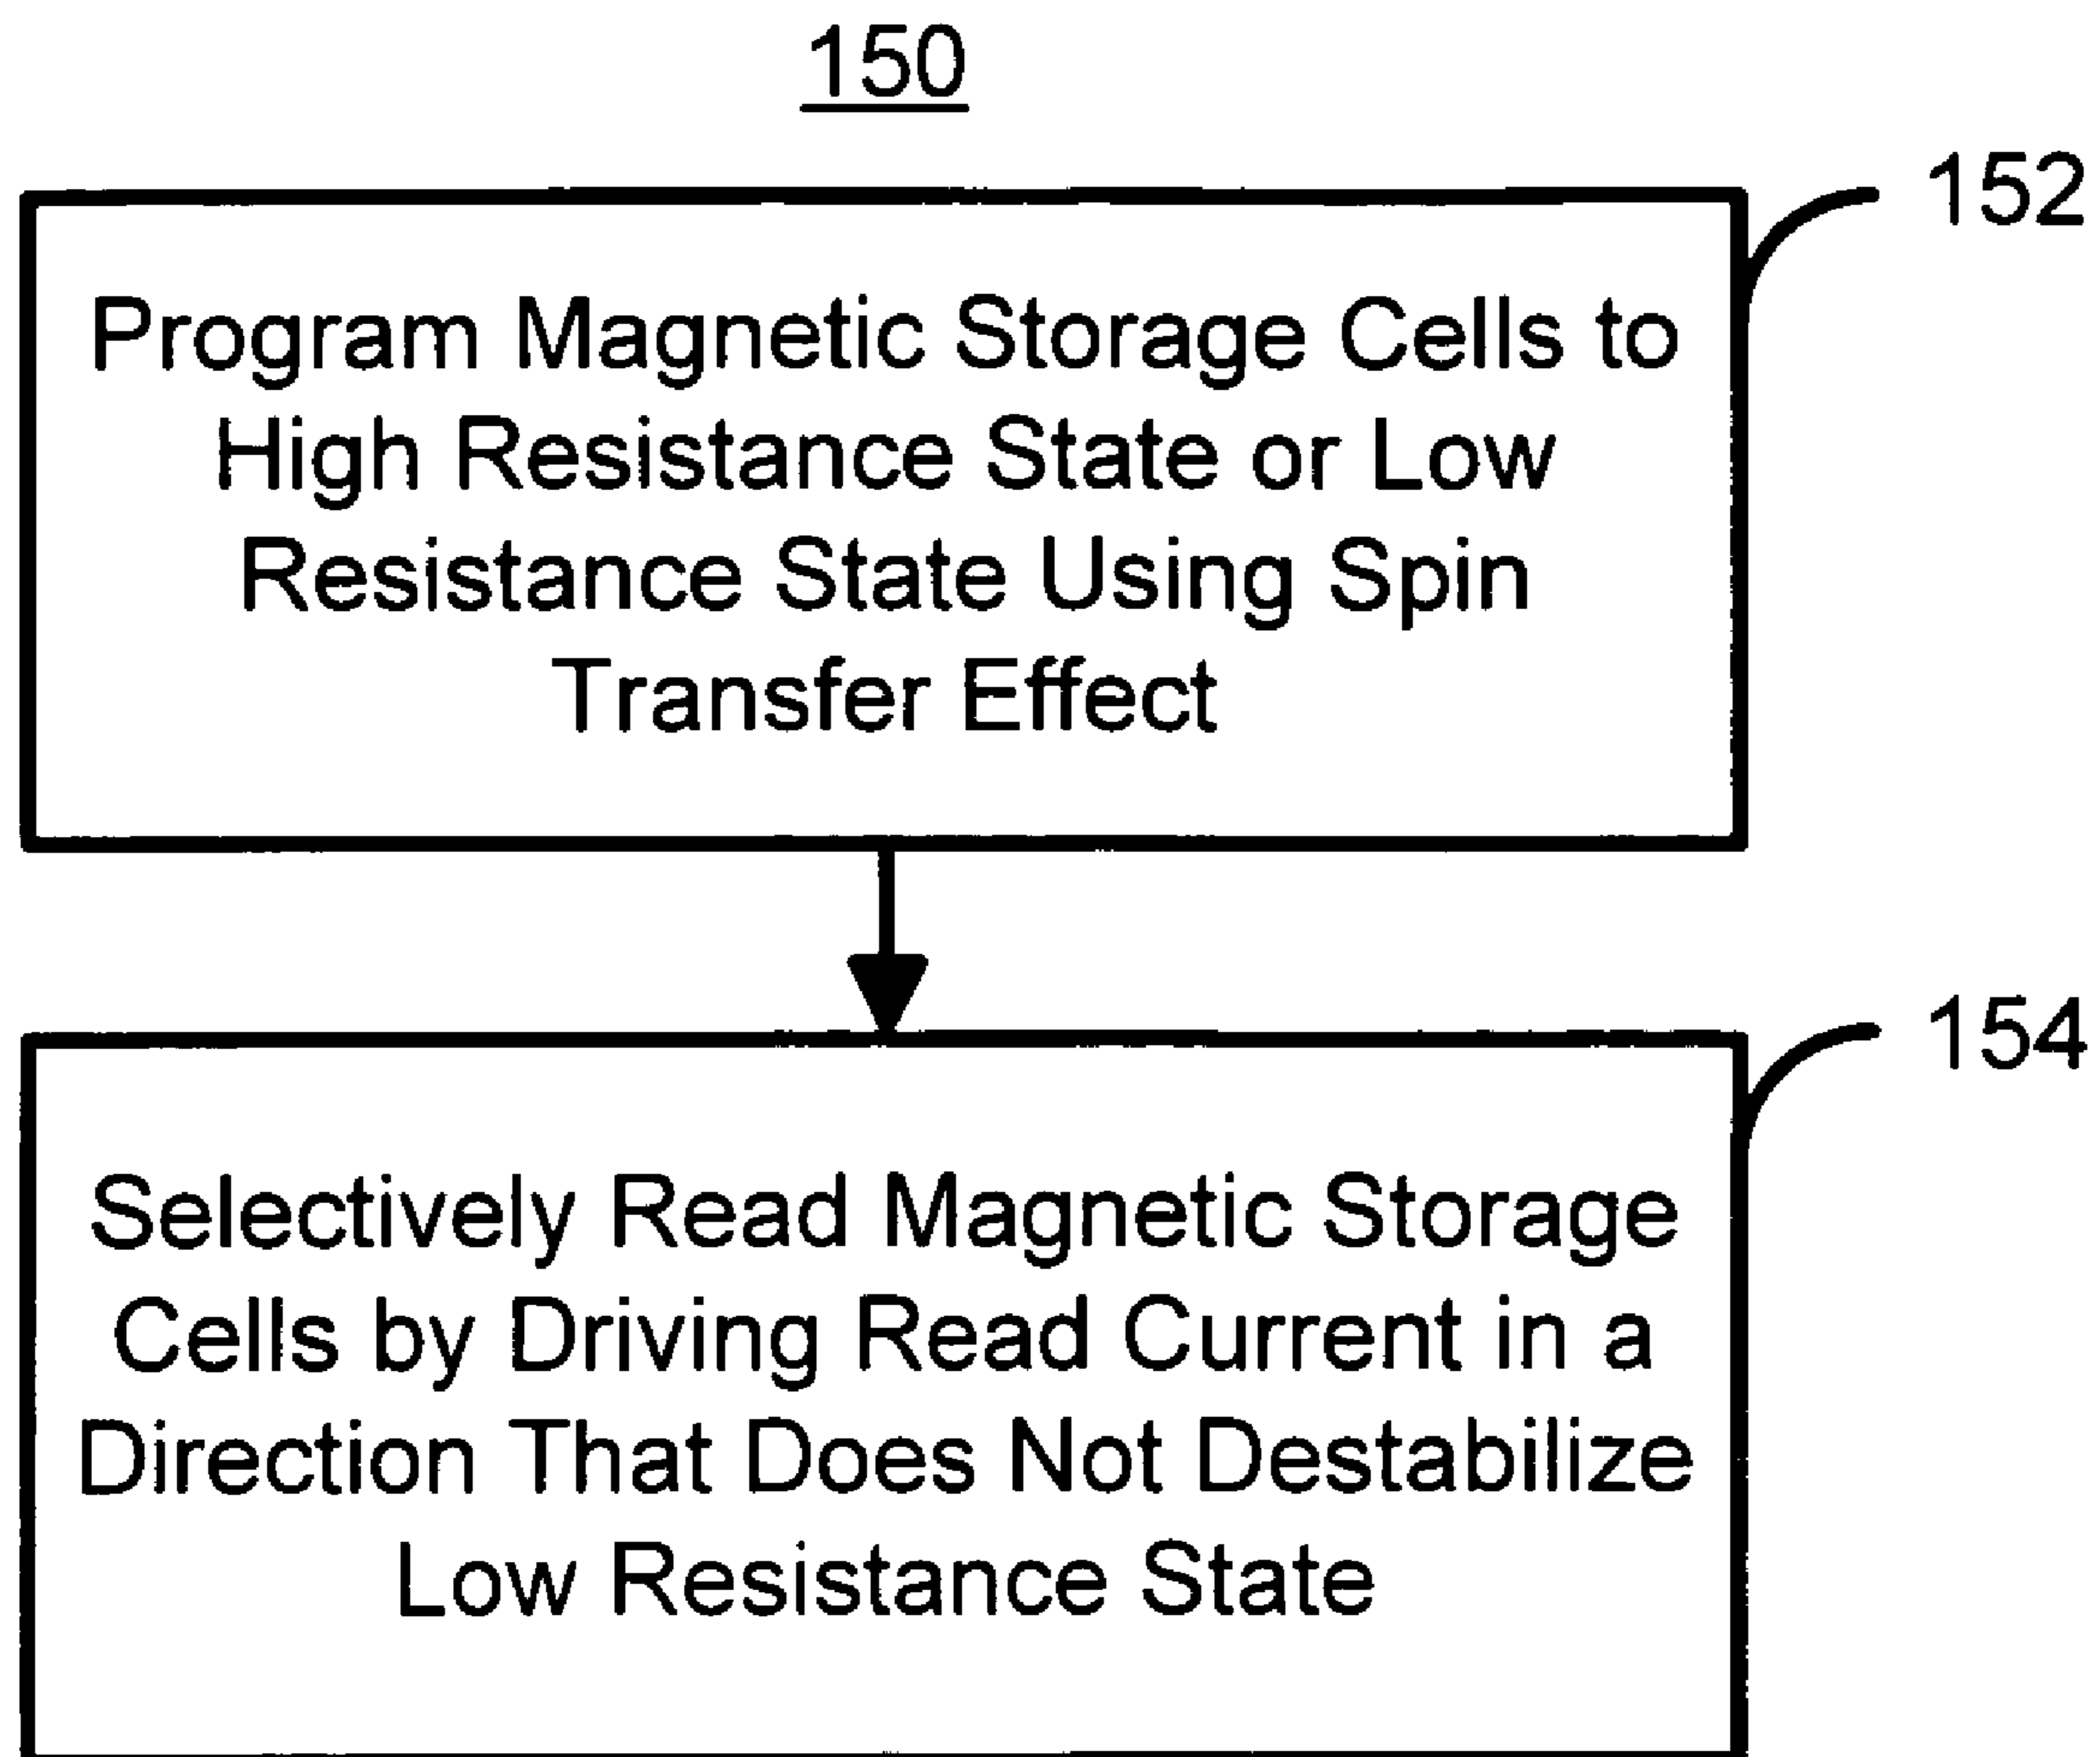 150
152
Program Magnetic Storage Cells to
High Resistance State or Low
Resistance State Using Spin
Transfer Effect
154
Selectively Read Magnetic Storage
Cells by Driving Read Current in a
Direction That Does Not Destabilize
Low Resistance State